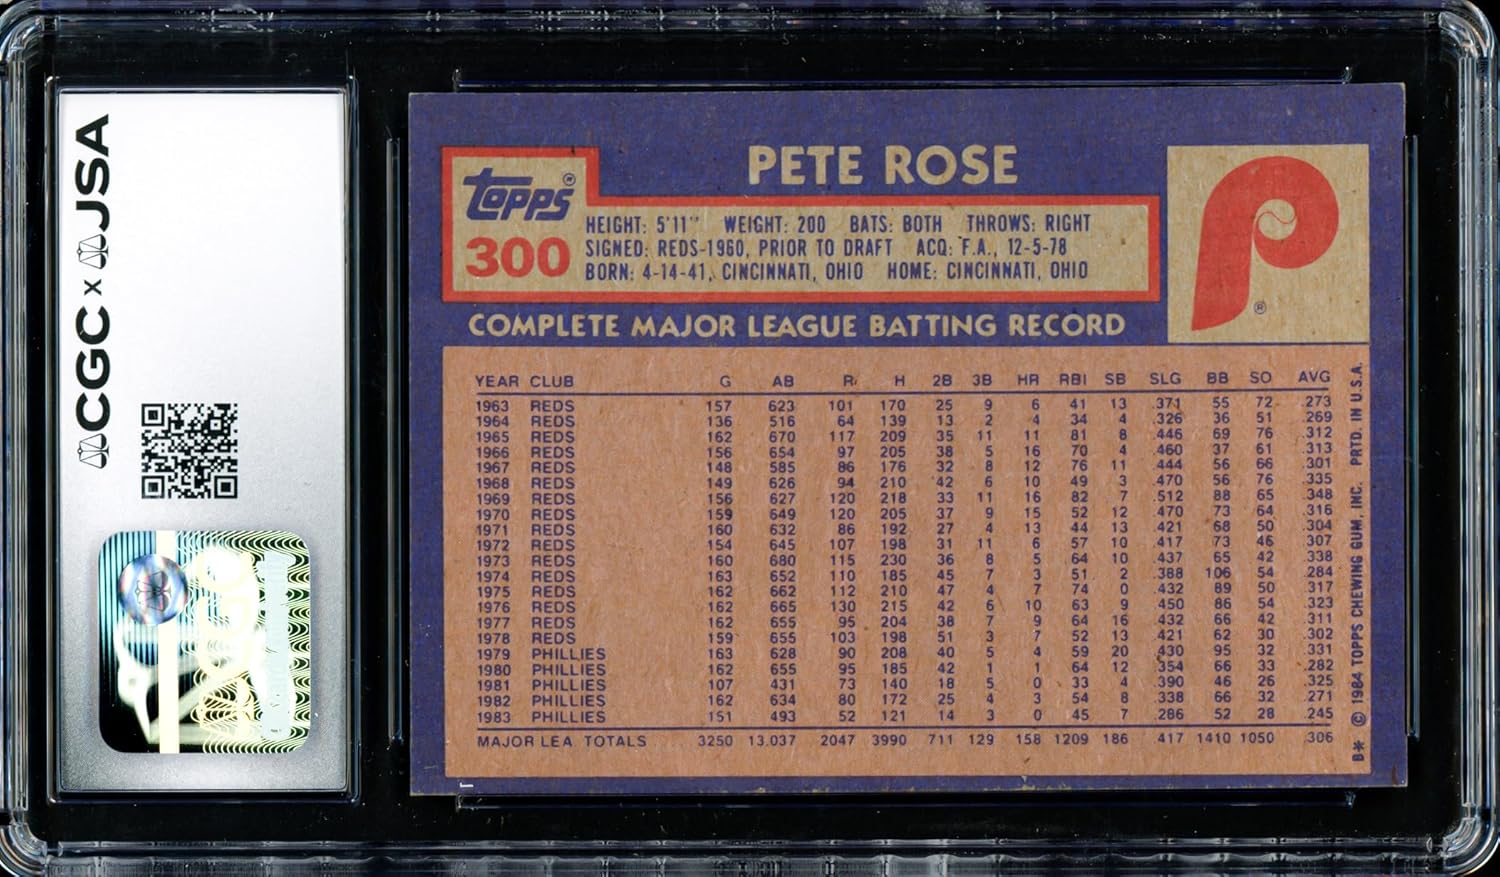 CGC x JSA
PETE ROSE
Topps®
300
HEIGHT: 5'11" WEIGHT: 200 BATS: BOTH THROWS: RIGHT
SIGNED: REDS-1960, PRIOR TO DRAFT ACQ: F.A., 12-5-78
BORN: 4-14-41, CINCINNATI, OHIO HOME: CINCINNATI, OHIO
P
®
COMPLETE MAJOR LEAGUE BATTING RECORD
YEAR CLUB G AB R H 2B 3B HR RBI SB SLG BB SO AVG
1963 REDS 157 623 101 170 25 9 6 41 13 .371 55 72 .273
1964 REDS 136 516 64 139 13 2 4 34 4 .326 36 51 .269
1965 REDS 162 670 117 209 35 11 11 81 8 .446 69 76 .312
1966 REDS 156 654 97 205 38 5 16 70 4 .460 37 61 .313
1967 REDS 148 585 86 176 32 8 12 76 11 .444 56 66 .301
1968 REDS 149 626 94 210 42 6 10 49 3 .470 56 76 .335
1969 REDS 156 627 120 218 33 11 16 82 7 .512 88 65 .348
1970 REDS 159 649 120 205 37 9 15 52 12 .470 73 64 .316
1971 REDS 160 632 86 192 27 4 13 44 13 .421 68 50 .304
1972 REDS 154 645 107 198 31 11 6 57 10 .417 73 46 .307
1973 REDS 160 680 115 230 36 8 5 64 10 .437 65 42 .338
1974 REDS 163 652 110 185 45 7 3 51 2 .388 106 54 .284
1975 REDS 162 662 112 210 47 4 7 74 0 .432 89 50 .317
1976 REDS 162 665 130 215 42 6 10 63 9 .450 86 54 .323
1977 REDS 162 655 95 204 38 7 9 64 16 .432 66 42 .311
1978 REDS 159 655 103 198 51 3 7 52 13 .421 62 30 .302
1979 PHILLIES 163 628 90 208 40 5 4 59 20 .430 95 32 .331
1980 PHILLIES 162 655 95 185 42 1 1 64 12 .354 66 33 .282
1981 PHILLIES 107 431 73 140 18 5 0 33 4 .390 46 26 .325
1982 PHILLIES 162 634 80 172 25 4 3 54 8 .338 66 32 .271
1983 PHILLIES 151 493 52 121 14 3 0 45 7 .286 52 28 .245
MAJOR LEA. TOTALS 3250 13,037 2047 3990 711 129 158 1209 186 .417 1410 1050 .306
B* © 1984 TOPPS CHEWING GUM, INC. PRTD. IN U.S.A.